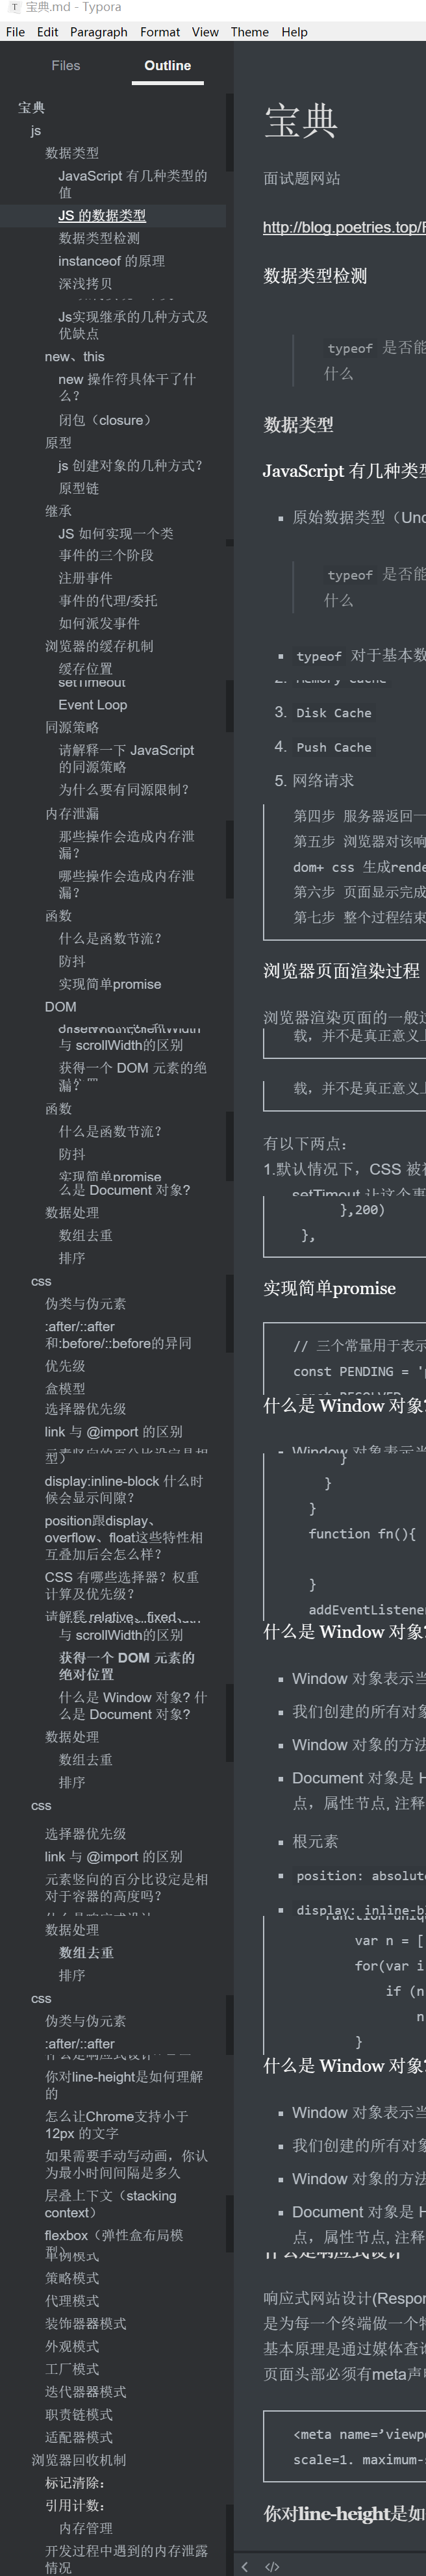 宝典.md - Typora
File Edit Paragraph Format View Theme Help
Files Outline
宝典
js
数据类型
JavaScript 有几种类型的
值
JS 的数据类型
数据类型检测
instanceof 的原理
深浅拷贝
Js实现继承的几种方式及
优缺点
new、this
new 操作符具体干了什
么？
闭包（closure）
原型
js 创建对象的几种方式？
原型链
继承
JS 如何实现一个类
事件的三个阶段
注册事件
事件的代理/委托
如何派发事件
浏览器的缓存机制
缓存位置
setTimeout
Event Loop
同源策略
请解释一下 JavaScript
的同源策略
为什么要有同源限制？
内存泄漏
那些操作会造成内存泄
漏？
哪些操作会造成内存泄
漏？
函数
什么是函数节流？
防抖
实现简单promise
DOM
与 scrollWidth的区别
获得一个 DOM 元素的绝
漏？
函数
什么是函数节流？
防抖
实现简单promise
么是 Document 对象?
数据处理
数组去重
排序
css
伪类与伪元素
:after/::after
和:before/::before的异同
优先级
盒模型
选择器优先级
link 与 @import 的区别
型）
display:inline-block 什么时
候会显示间隙？
position跟display、
overflow、float这些特性相
互叠加后会怎么样？
CSS 有哪些选择器？权重
计算及优先级？
请解释 relative、fixed、
与 scrollWidth的区别
获得一个 DOM 元素的
绝对位置
什么是 Window 对象? 什
么是 Document 对象?
数据处理
数组去重
排序
css
选择器优先级
link 与 @import 的区别
元素竖向的百分比设定是相
对于容器的高度吗？
数据处理
数组去重
排序
css
伪类与伪元素
:after/::after
什么是响应式设计
你对line-height是如何理解
的
怎么让Chrome支持小于
12px 的文字
如果需要手动写动画，你认
为最小时间间隔是多久
层叠上下文（stacking
context）
flexbox（弹性盒布局模
型）
单例模式
策略模式
代理模式
装饰器器模式
外观模式
工厂模式
迭代器器模式
职责链模式
适配器模式
浏览器回收机制
标记清除：
引用计数：
内存管理
开发过程中遇到的内存泄露
情况
宝典
面试题网站
http://blog.poetries.top/
数据类型检测
typeof 是否能
什么
数据类型
JavaScript 有几种类型
原始数据类型（Und
typeof 是否能
什么
typeof 对于基本数
2. Memory Cache
3. Disk Cache
4. Push Cache
5. 网络请求
第四步 服务器返回一
第五步 浏览器对该响
dom+ css 生成rende
第六步 页面显示完成
第七步 整个过程结束
浏览器页面渲染过程
浏览器渲染页面的一般过
载，并不是真正意义上
载，并不是真正意义上
有以下两点：
1.默认情况下，CSS 被
setTimout 让这个事
},200)
},
实现简单promise
// 三个常量用于表示
const PENDING = 'p
什么是 Window 对象?
Window 对象表示当
}
}
}
function fn(){
}
addEventListener
什么是 Window 对象?
Window 对象表示当
我们创建的所有对象
Window 对象的方法
Document 对象是 H
点，属性节点, 注释
根元素
position: absolute
display: inline-b
var n = [
for(var i
if (n
n
}
什么是 Window 对象?
Window 对象表示当
我们创建的所有对象
Window 对象的方法
Document 对象是 H
点，属性节点, 注释
什么是响应式设计
响应式网站设计(Respon
是为每一个终端做一个特
基本原理是通过媒体查询
页面头部必须有meta声明
<meta name='viewpo
scale=1. maximum-s
你对line-height是如